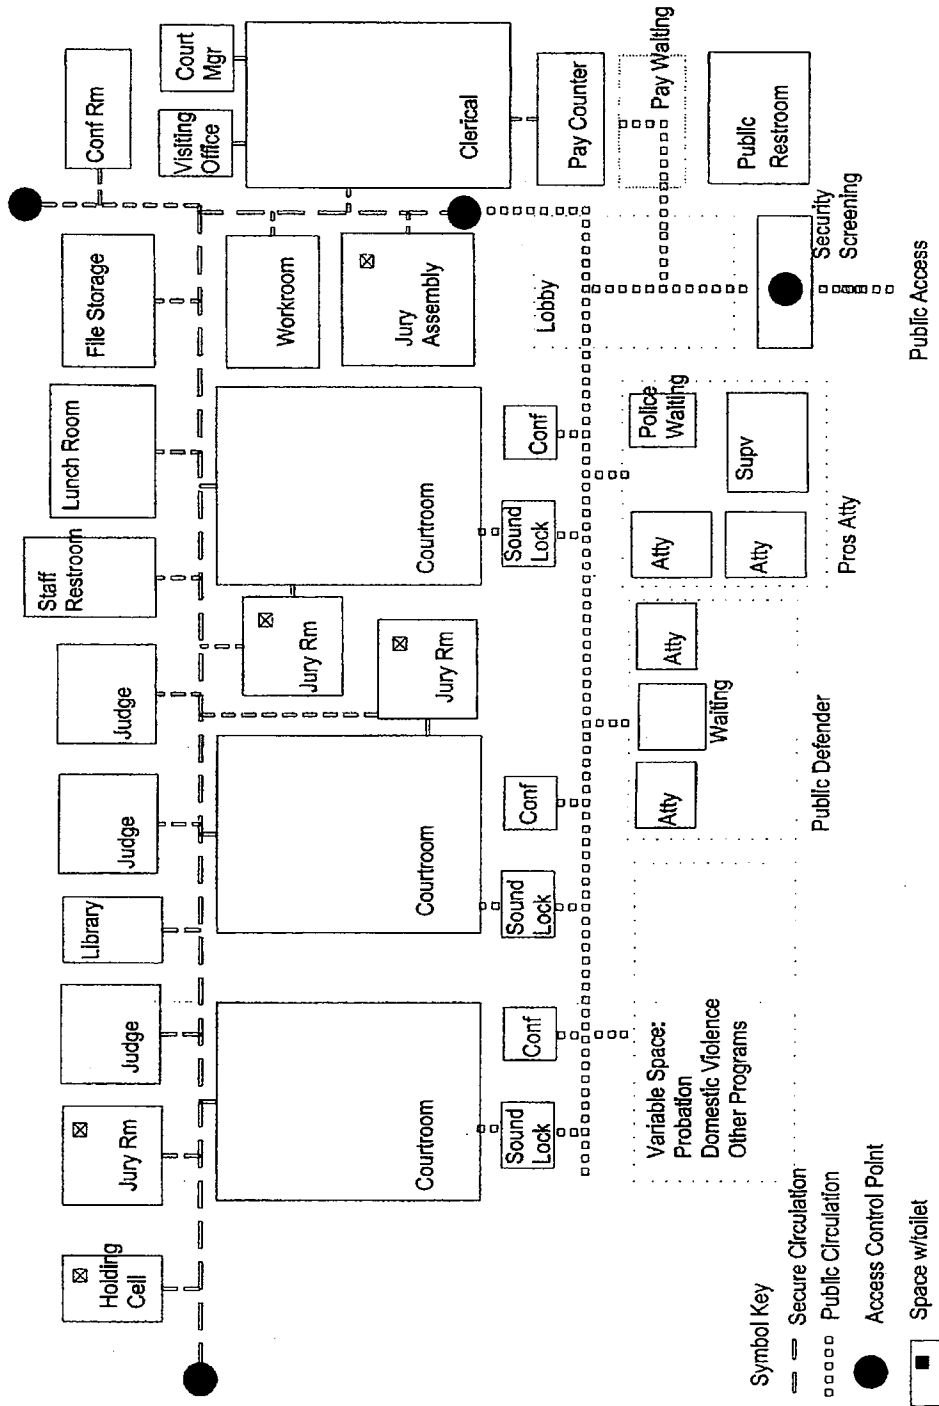 Conf Rm
Court
Mgr
Visiting
Office
Clerical
Pay Counter
Pay Waiting
Public
Restroom
File Storage
Workroom
Jury
Assembly
Lobby
Security
Screening
Public Access
Lunch Room
Courtroom
Conf
Sound
Lock
Police
Waiting
Supv
Atty
Atty
Pros Atty
Staff
Restroom
Jury Rm
Jury Rm
Judge
Judge
Courtroom
Conf
Sound
Lock
Atty
Waiting
Atty
Public Defender
Library
Judge
Jury Rm
Courtroom
Conf
Sound
Lock
Variable Space:
Probation
Domestic Violence
Other Programs
Holding
Cell
Symbol Key
Secure Circulation
Public Circulation
Access Control Point
Space w/toilet